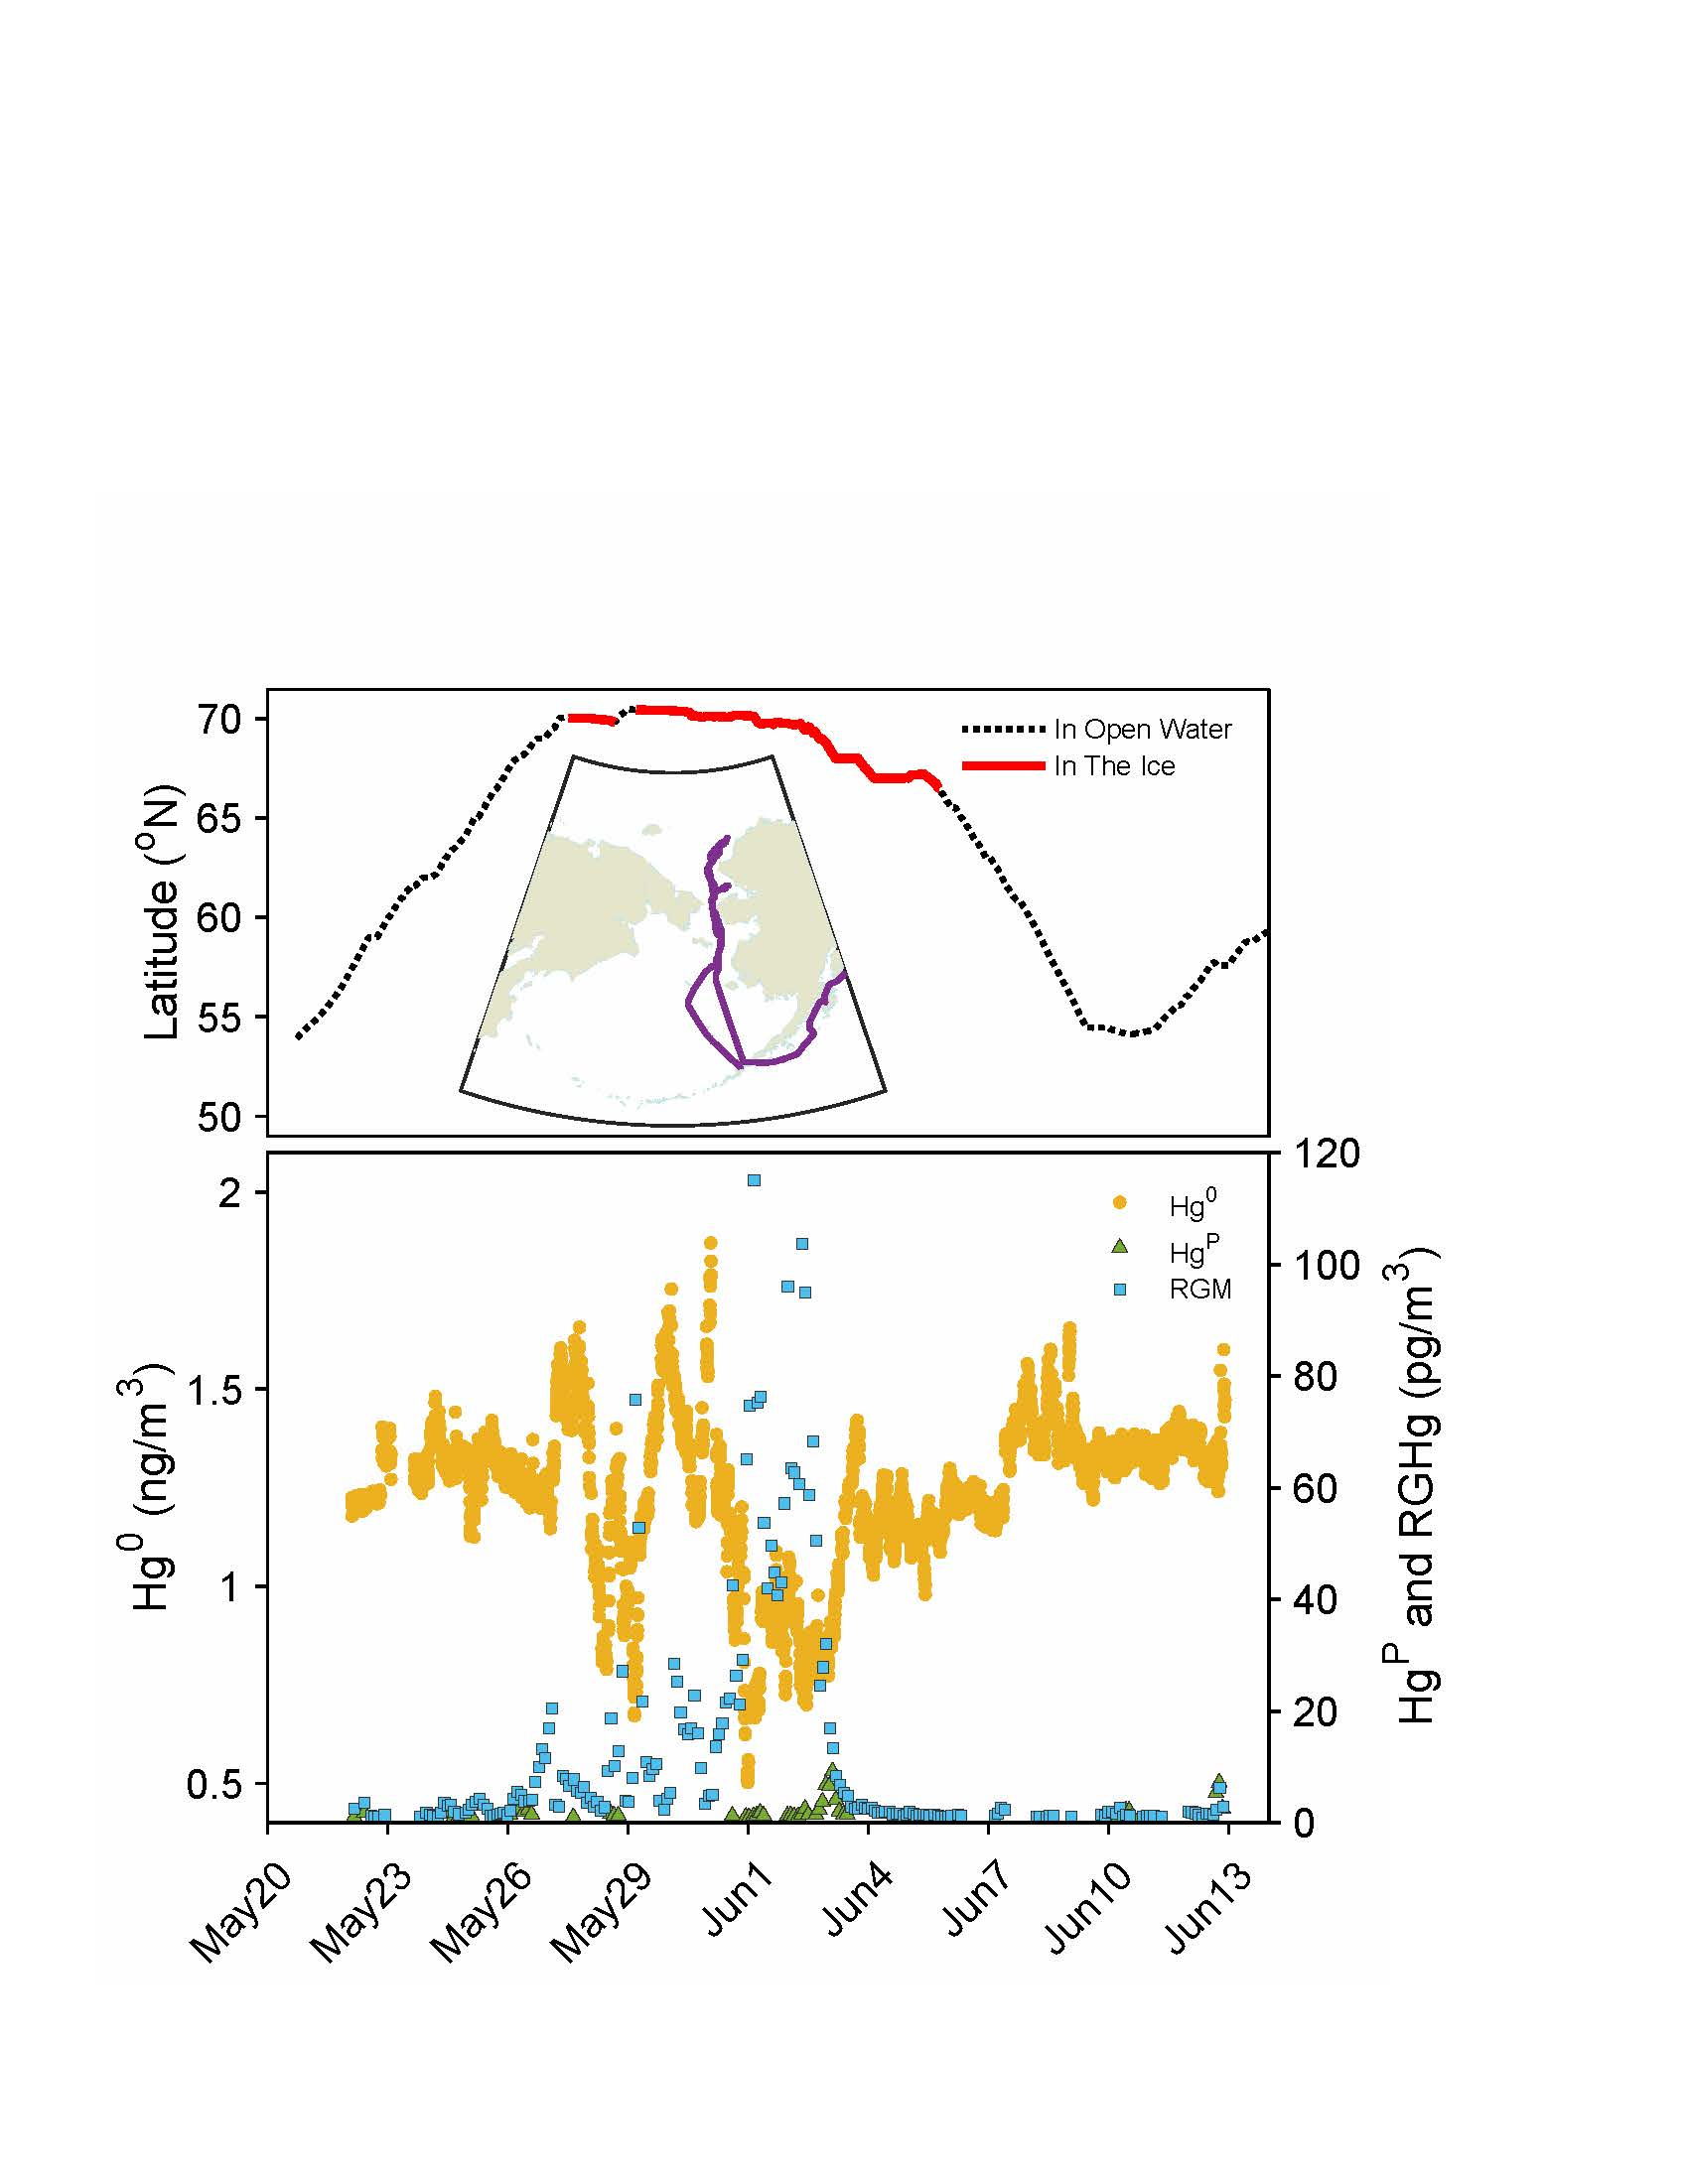 70
65
60
55
50
Latitude (°N)
In Open Water
In The Ice
2
1.5
1
0.5
Hg⁰ (ng/m³)
120
100
80
60
40
20
0
Hgᴾ and RGHg (pg/m³)
Hg⁰
Hgᴾ
RGM
May20
May23
May26
May29
Jun1
Jun4
Jun7
Jun10
Jun13